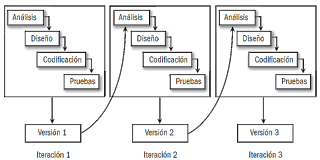 Análisis
Diseño
Codificación
Pruebas
Versión 1
Iteración 1
Análisis
Diseño
Codificación
Pruebas
Versión 2
Iteración 2
Análisis
Diseño
Codificación
Pruebas
Versión 3
Iteración 3